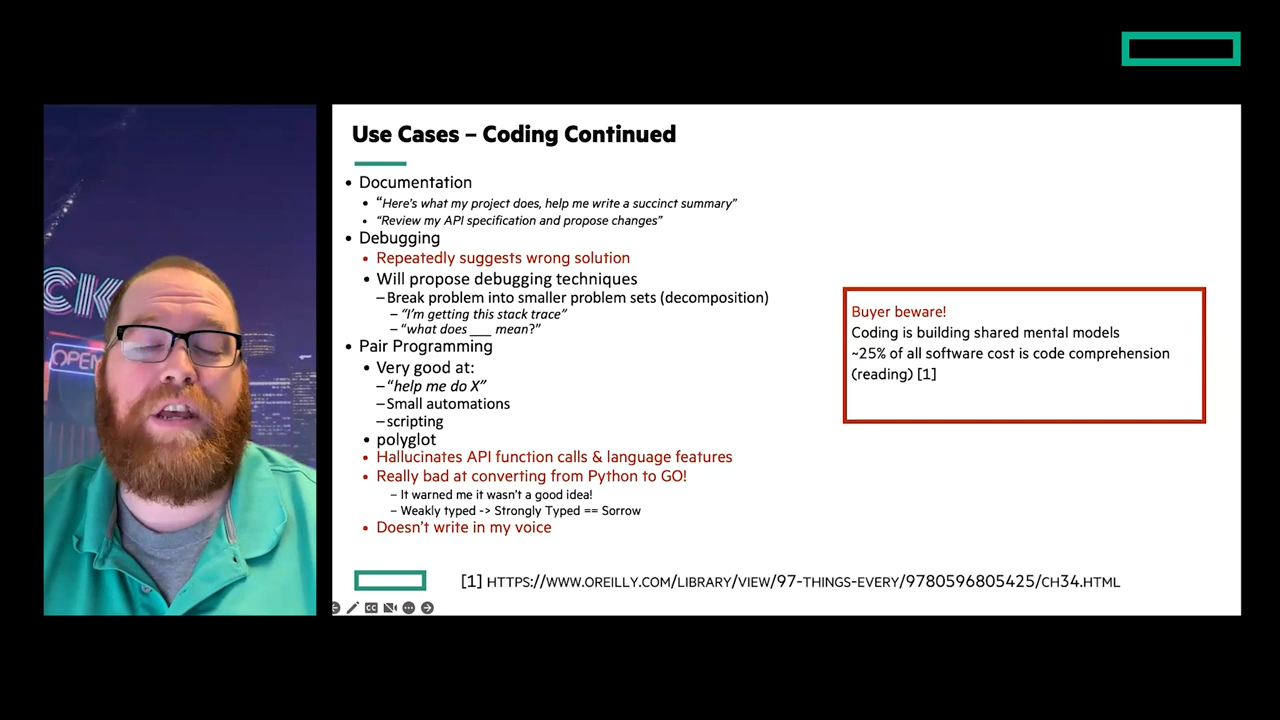 Use Cases – Coding Continued
• Documentation
• “Here’s what my project does, help me write a succinct summary”
• “Review my API specification and propose changes”
• Debugging
• Repeatedly suggests wrong solution
• Will propose debugging techniques
–Break problem into smaller problem sets (decomposition)
– “I’m getting this stack trace”
– “what does ___ mean?”
• Pair Programming
• Very good at:
–“help me do X”
–Small automations
–scripting
• polyglot
• Hallucinates API function calls & language features
• Really bad at converting from Python to GO!
– It warned me it wasn’t a good idea!
– Weakly typed -> Strongly Typed == Sorrow
• Doesn’t write in my voice
Buyer beware!
Coding is building shared mental models
~25% of all software cost is code comprehension
(reading) [1]
[1] HTTPS://WWW.OREILLY.COM/LIBRARY/VIEW/97-THINGS-EVERY/9780596805425/CH34.HTML
CK
OPEN
CC